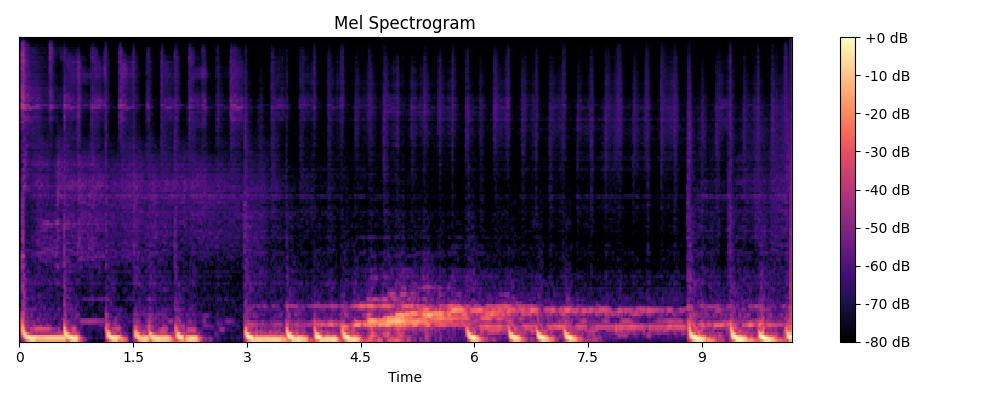 Mel Spectrogram
+0 dB
-10 dB
-20 dB
-30 dB
-40 dB
-50 dB
-60 dB
-70 dB
-80 dB
0 1.5 3 4.5 6 7.5 9
Time